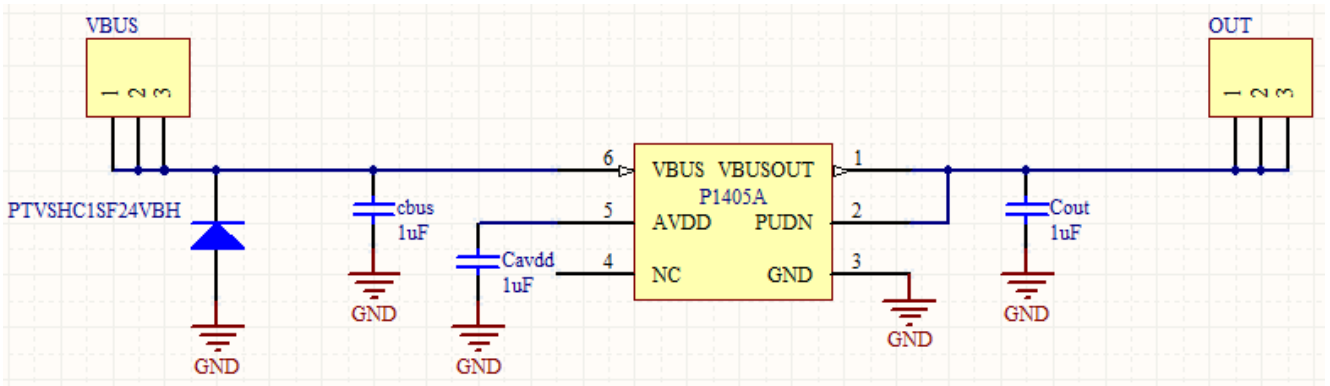 VBUS
OUT
1 2 3
1 2 3
6 VBUS VBUSOUT 1
P1405A
PTVSHC1SF24VBH
cbus
1uF
5 AVDD PUDN 2
Cavdd
1uF
4 NC GND 3
Cout
1uF
GND
GND
GND
GND
GND